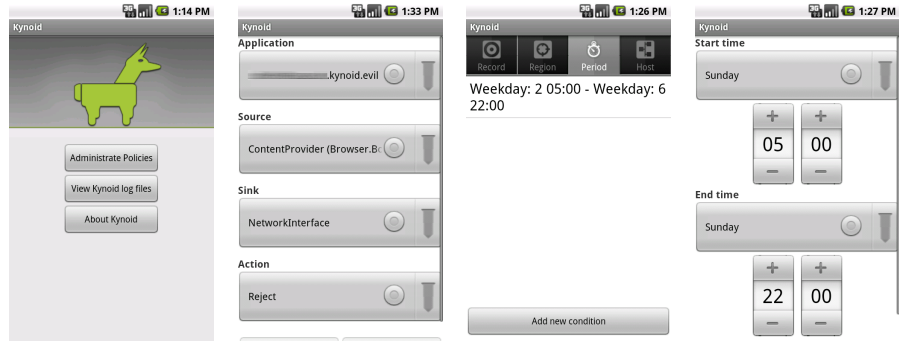 1:14 PM
Kynoid
Administrate Policies
View Kynoid log files
About Kynoid
1:33 PM
Kynoid
Application
.kynoid.evil
Source
ContentProvider (Browser.Bo
Sink
NetworkInterface
Action
Reject
1:26 PM
Kynoid
Record Region Period Host
Weekday: 2 05:00 - Weekday: 6
22:00
Add new condition
1:27 PM
Kynoid
Start time
Sunday
+ +
05 00
− −
End time
Sunday
+ +
22 00
− −